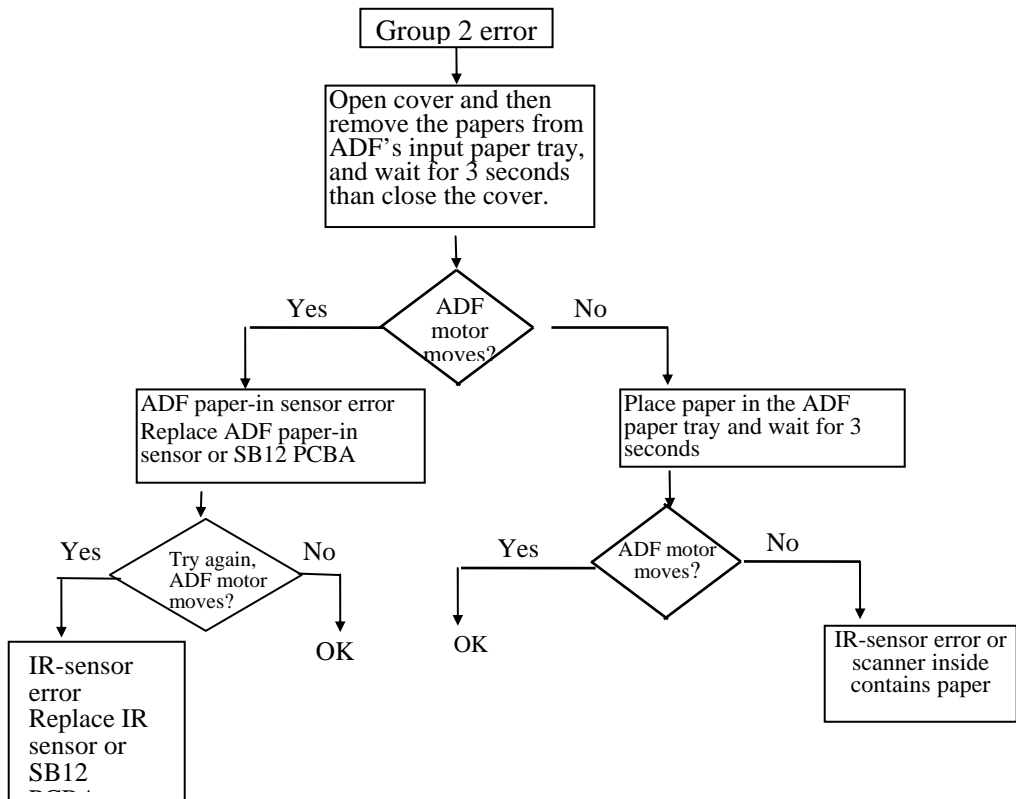 Group 2 error
Open cover and then
remove the papers from
ADF's input paper tray,
and wait for 3 seconds
than close the cover.
Yes
ADF
motor
moves?
No
ADF paper-in sensor error
Replace ADF paper-in
sensor or SB12 PCBA
Place paper in the ADF
paper tray and wait for 3
seconds
Yes
Try again,
ADF motor
moves?
No
Yes
ADF motor
moves?
No
OK
OK
IR-sensor
error
Replace IR
sensor or
SB12
PCBA
IR-sensor error or
scanner inside
contains paper